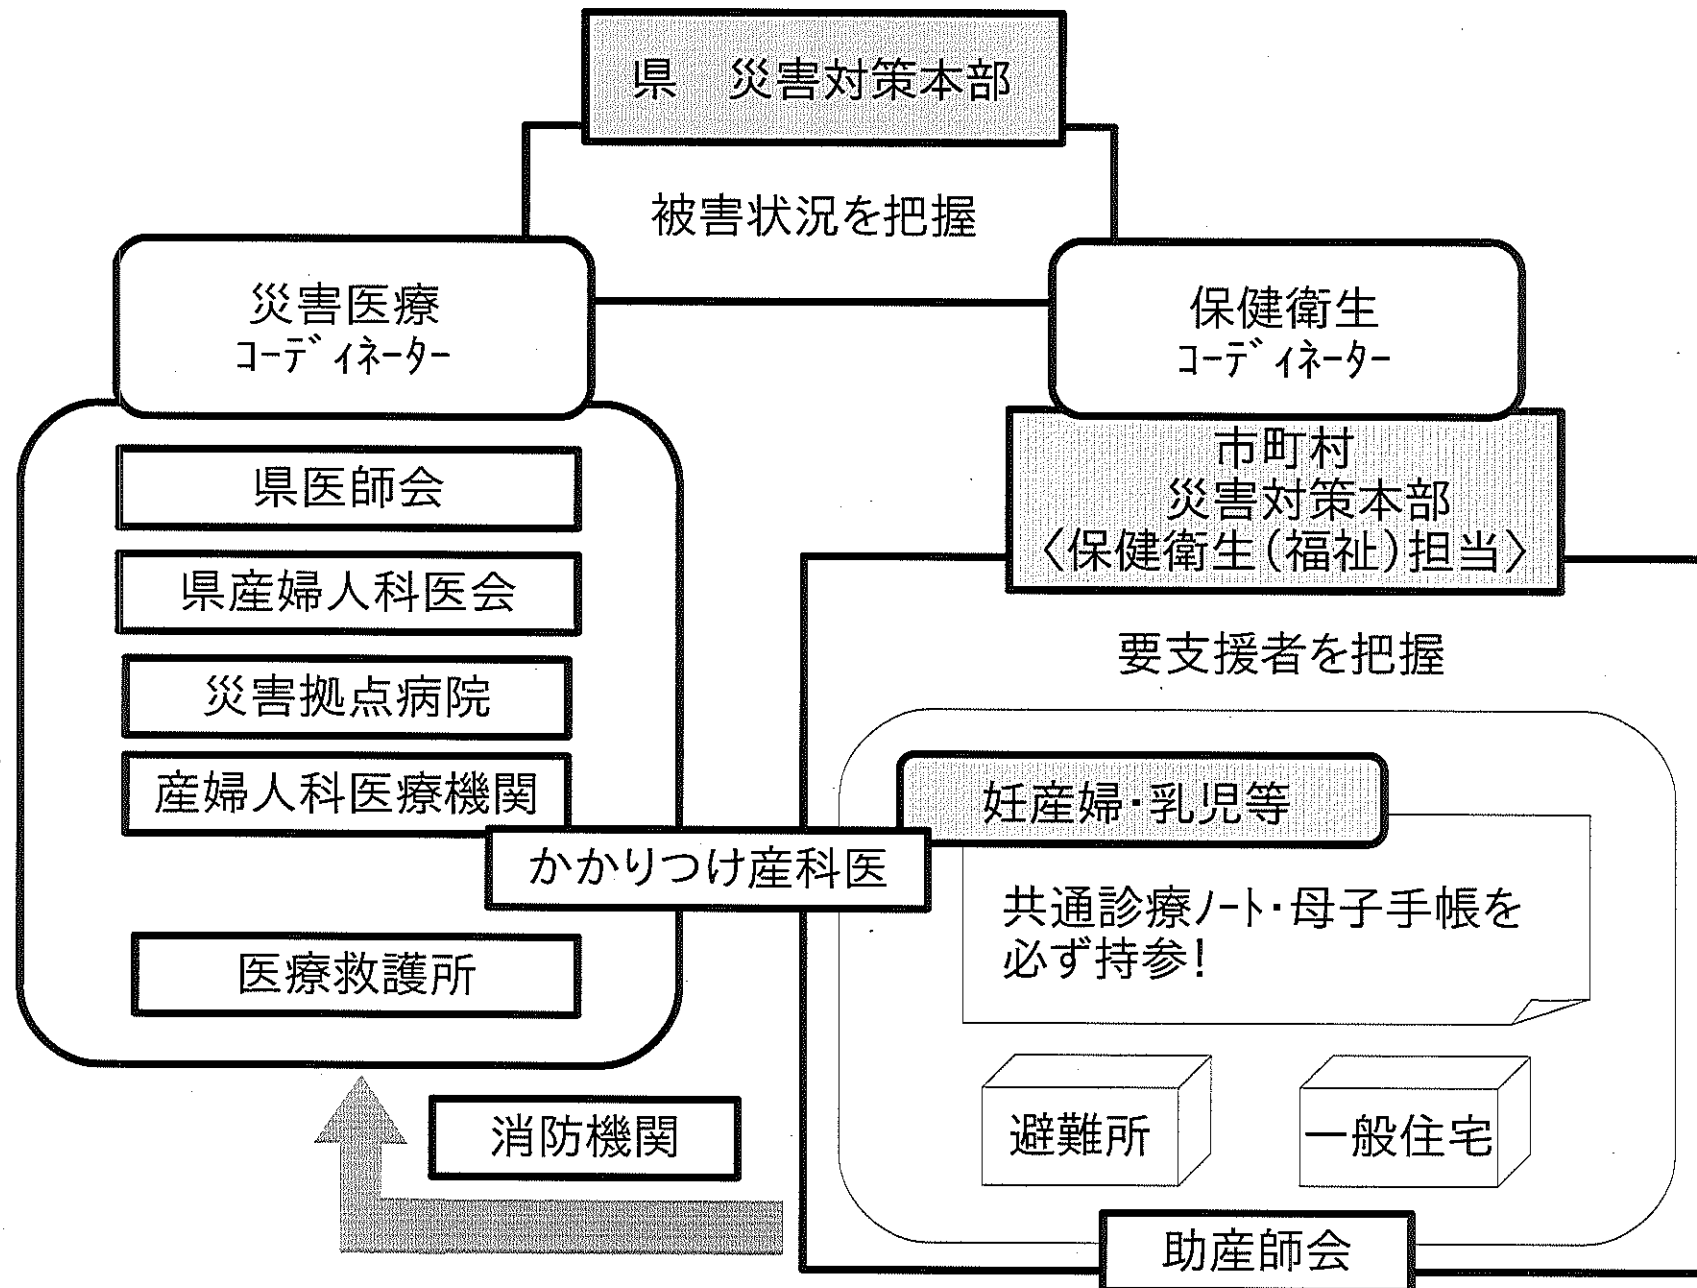 県　災害対策本部
被害状況を把握
災害医療
ｺｰﾃﾞｨﾈｰﾀｰ
保健衛生
ｺｰﾃﾞｨﾈｰﾀｰ
県医師会
県産婦人科医会
災害拠点病院
産婦人科医療機関
かかりつけ産科医
医療救護所
消防機関
市町村
災害対策本部
〈保健衛生(福祉)担当〉
要支援者を把握
妊産婦・乳児等
共通診療ﾉｰﾄ・母子手帳を
必ず持参!
避難所
一般住宅
助産師会